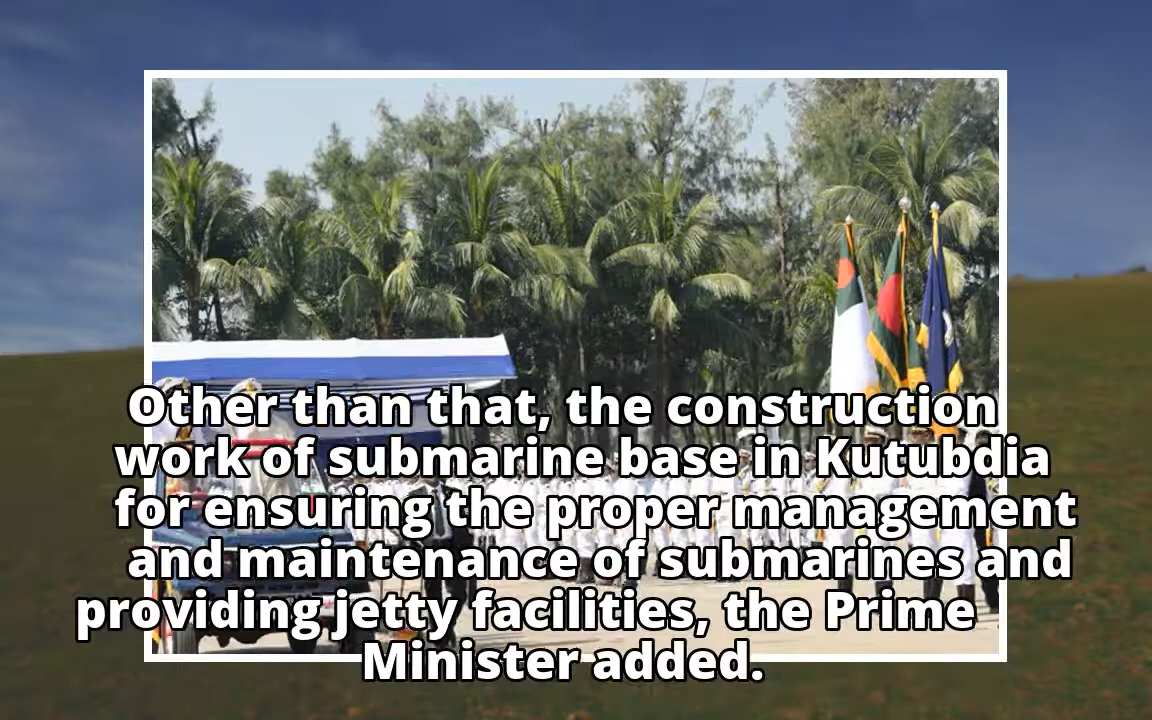 Other than that, the construction
work of submarine base in Kutubdia
for ensuring the proper management
and maintenance of submarines and
providing jetty facilities, the Prime
Minister added.